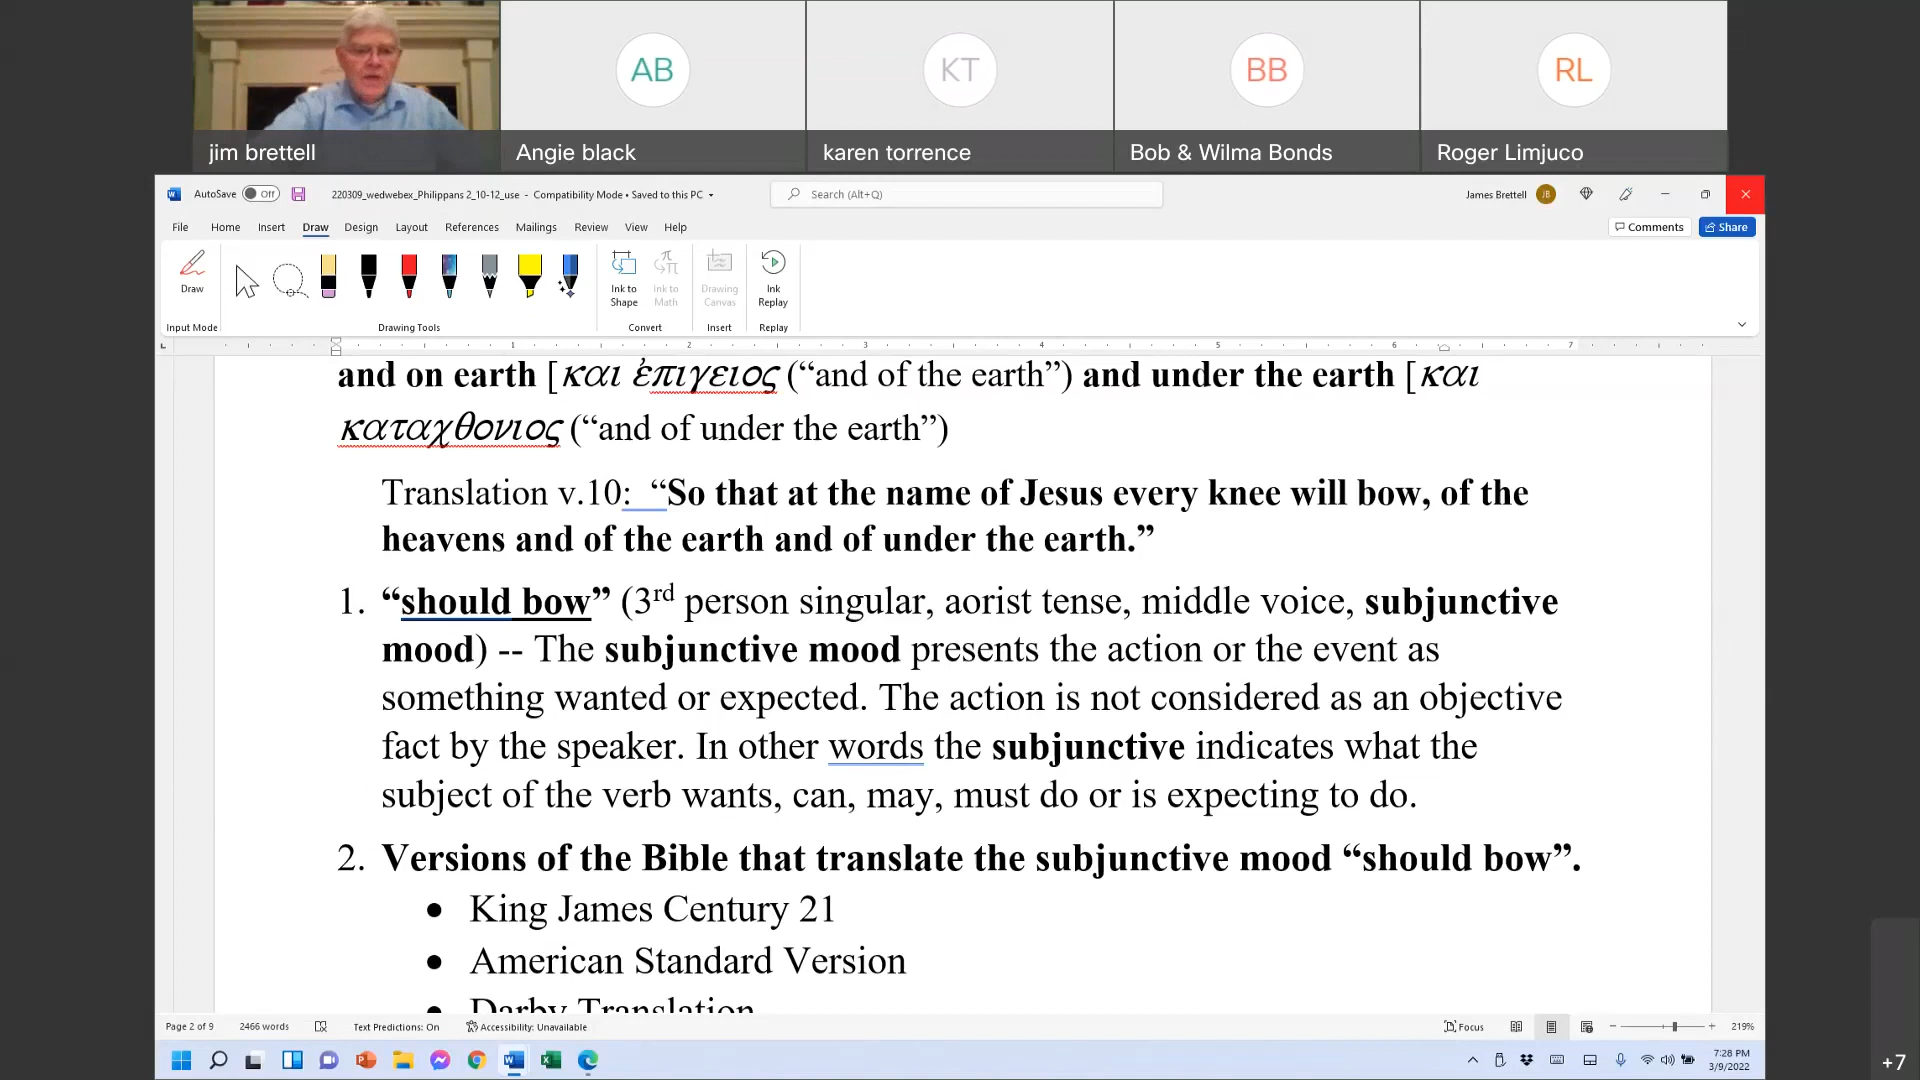 AB
KT
BB
RL
jim brettell
Angie black
karen torrence
Bob & Wilma Bonds
Roger Limjuco
AutoSave Off
220309_wedwebex_Philippans 2_10-12_use - Compatibility Mode • Saved to this PC
Search (Alt+Q)
James Brettell JB
File Home Insert Draw Design Layout References Mailings Review View Help
Comments Share
Draw
Ink to Shape
Ink to Math
Drawing Canvas
Ink Replay
Input Mode Drawing Tools Convert Insert Replay
1 2 3 4 5 6 7
and on earth [και ἐπιγειος (“and of the earth”) and under the earth [και
καταχθονιος (“and of under the earth”)
Translation v.10: “So that at the name of Jesus every knee will bow, of the
heavens and of the earth and of under the earth.”
1. “should bow” (3rd person singular, aorist tense, middle voice, subjunctive
mood) -- The subjunctive mood presents the action or the event as
something wanted or expected. The action is not considered as an objective
fact by the speaker. In other words the subjunctive indicates what the
subject of the verb wants, can, may, must do or is expecting to do.
2. Versions of the Bible that translate the subjunctive mood “should bow”.
• King James Century 21
• American Standard Version
• Darby Translation
Page 2 of 9 2466 words Text Predictions: On Accessibility: Unavailable
Focus 219%
7:28 PM
3/9/2022
+7